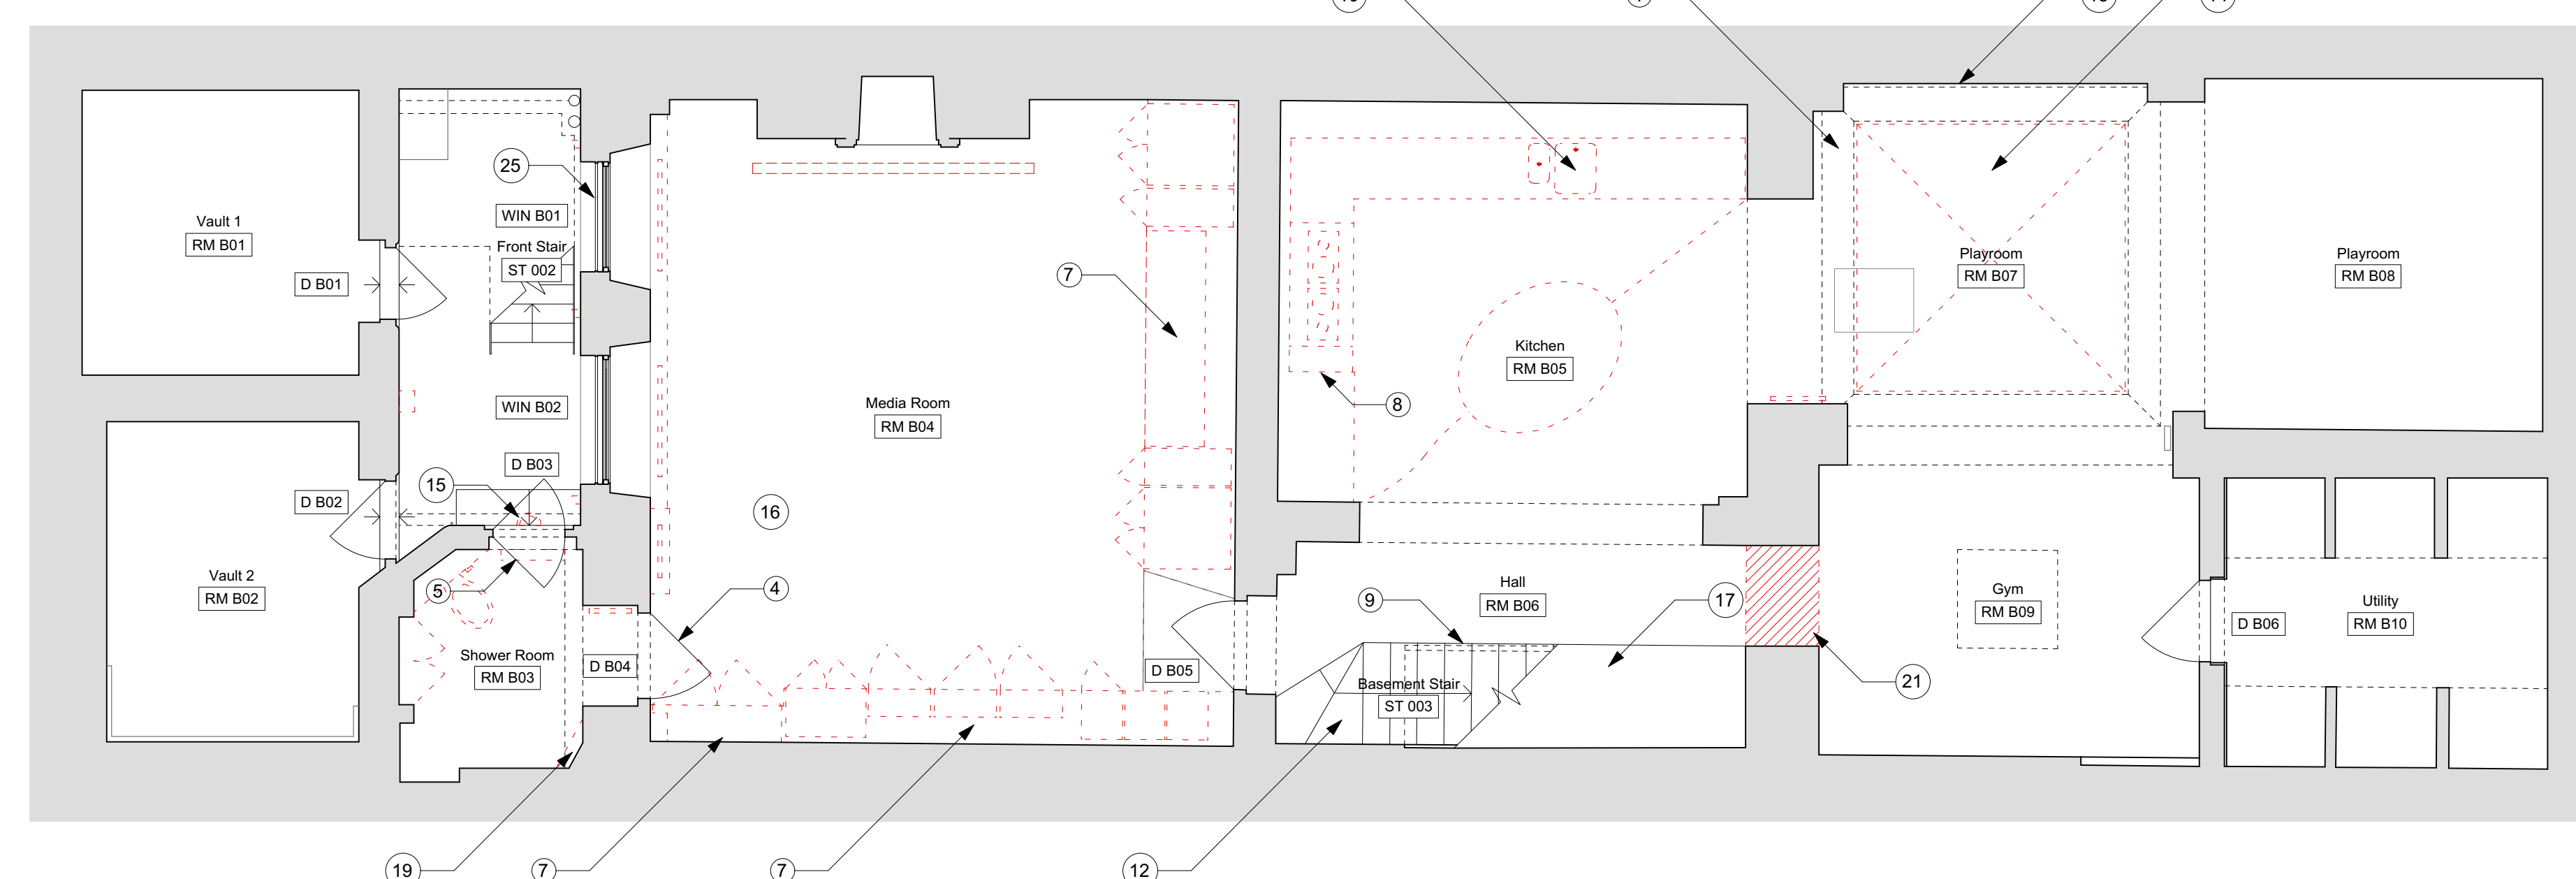 25
WIN B01
Vault 1
RM B01
Front Stair
ST 002
D B01
7
Playroom
RM B07
Playroom
RM B08
Kitchen
RM B05
WIN B02
Media Room
RM B04
8
D B03
15
D B02
16
Vault 2
RM B02
5
4
Hall
RM B06
9
17
Gym
RM B09
Utility
RM B10
D B06
Shower Room
RM B03
D B04
D B05
Basement Stair
ST 003
21
19
7
7
12